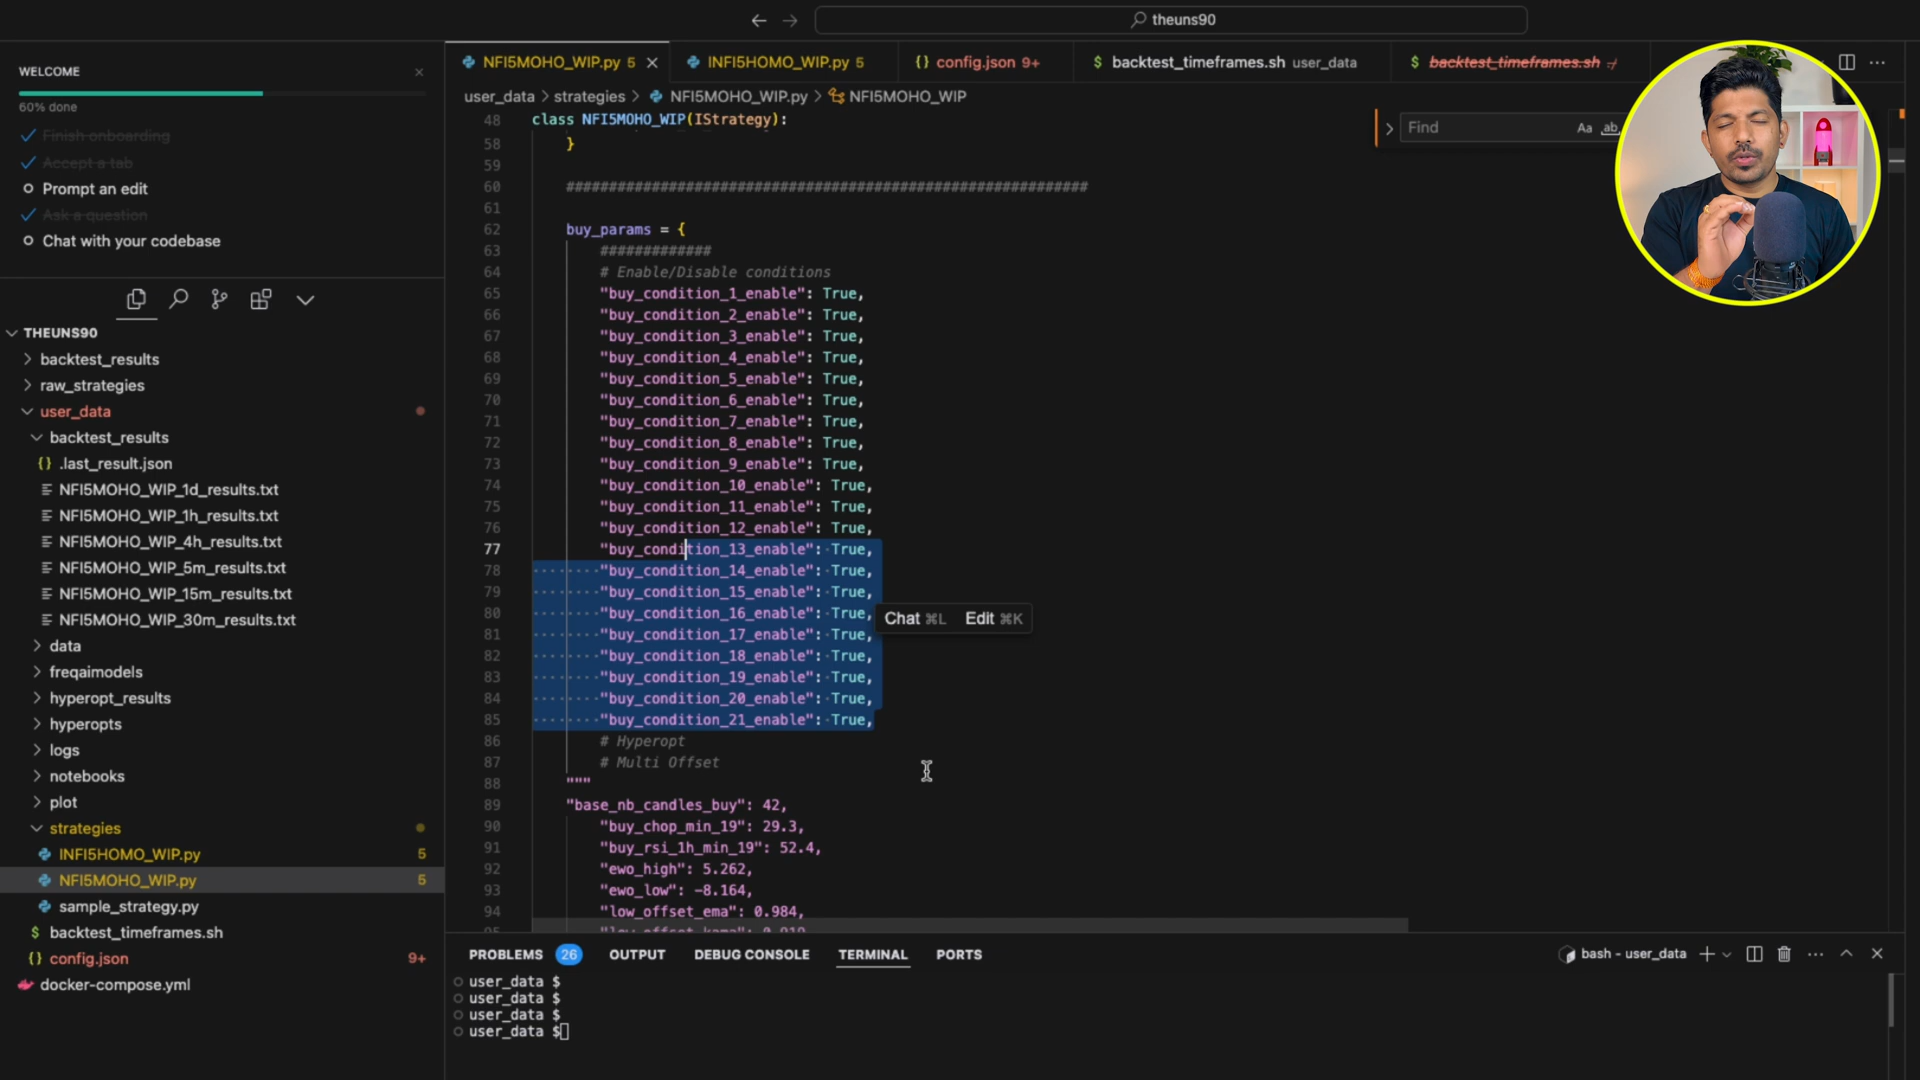 theuns90
WELCOME
60% done
Finish onboarding
Accept a tab
Prompt an edit
Ask a question
Chat with your codebase
THEUNS90
backtest_results
raw_strategies
user_data
backtest_results
{} .last_result.json
NFI5MOHO_WIP_1d_results.txt
NFI5MOHO_WIP_1h_results.txt
NFI5MOHO_WIP_4h_results.txt
NFI5MOHO_WIP_5m_results.txt
NFI5MOHO_WIP_15m_results.txt
NFI5MOHO_WIP_30m_results.txt
data
freqaimodels
hyperopt_results
hyperopts
logs
notebooks
plot
strategies
INFI5HOMO_WIP.py 5
NFI5MOHO_WIP.py 5
sample_strategy.py
$ backtest_timeframes.sh
{} config.json 9+
docker-compose.yml
NFI5MOHO_WIP.py 5
INFI5HOMO_WIP.py 5
{} config.json 9+
$ backtest_timeframes.sh user_data
$ backtest_timeframes.sh ./
user_data > strategies > NFI5MOHO_WIP.py > NFI5MOHO_WIP
Find Aa ab
48 class NFI5MOHO_WIP(IStrategy):
58 }
59
60 #############################################################
61
62 buy_params = {
63 #############
64 # Enable/Disable conditions
65 "buy_condition_1_enable": True,
66 "buy_condition_2_enable": True,
67 "buy_condition_3_enable": True,
68 "buy_condition_4_enable": True,
69 "buy_condition_5_enable": True,
70 "buy_condition_6_enable": True,
71 "buy_condition_7_enable": True,
72 "buy_condition_8_enable": True,
73 "buy_condition_9_enable": True,
74 "buy_condition_10_enable": True,
75 "buy_condition_11_enable": True,
76 "buy_condition_12_enable": True,
77 "buy_condition_13_enable": True,
78 "buy_condition_14_enable": True,
79 "buy_condition_15_enable": True,
80 "buy_condition_16_enable": True,
81 "buy_condition_17_enable": True,
82 "buy_condition_18_enable": True,
83 "buy_condition_19_enable": True,
84 "buy_condition_20_enable": True,
85 "buy_condition_21_enable": True,
Chat ⌘L Edit ⌘K
86 # Hyperopt
87 # Multi Offset
88 """
89 "base_nb_candles_buy": 42,
90 "buy_chop_min_19": 29.3,
91 "buy_rsi_1h_min_19": 52.4,
92 "ewo_high": 5.262,
93 "ewo_low": -8.164,
94 "low_offset_ema": 0.984,
PROBLEMS 26 OUTPUT DEBUG CONSOLE TERMINAL PORTS
bash - user_data
user_data $
user_data $
user_data $
user_data $